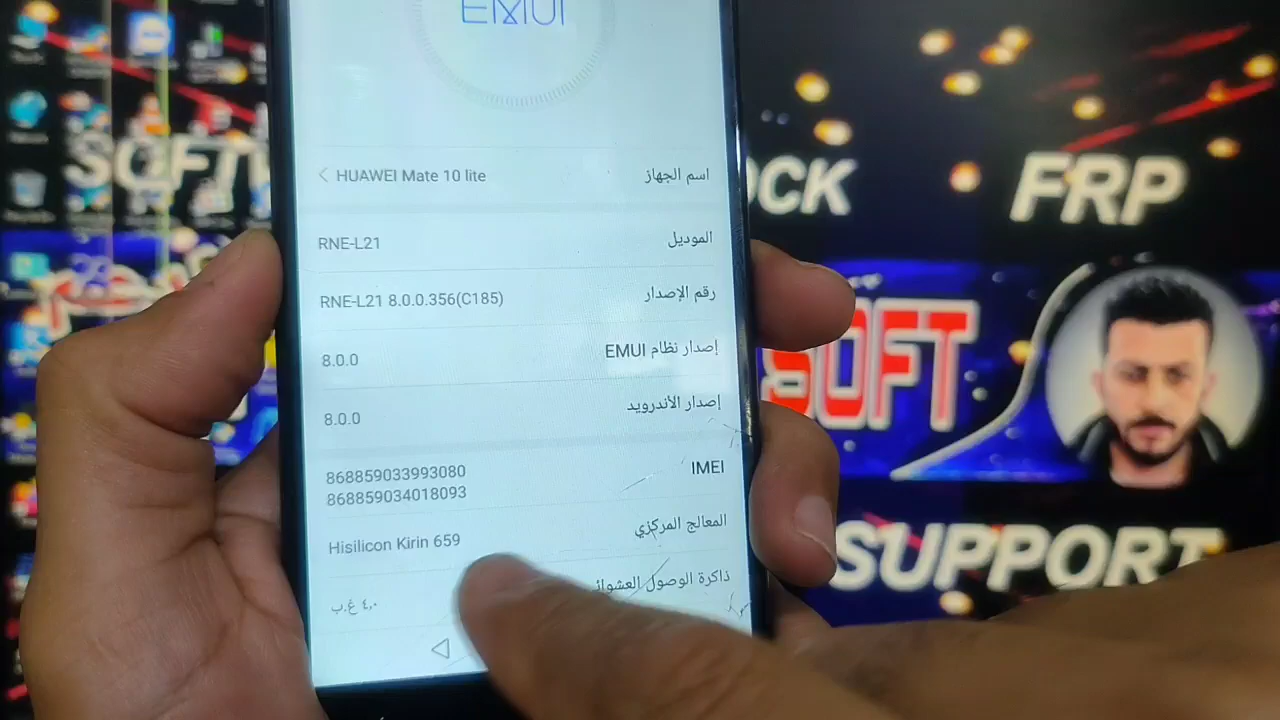 EMUI
HUAWEI Mate 10 lite اسم الجهاز
RNE-L21 الموديل
RNE-L21 8.0.0.356(C185) رقم الإصدار
8.0.0 إصدار نظام EMUI
8.0.0 إصدار الأندرويد
868859033993080 IMEI
868859034018093
Hisilicon Kirin 659 المعالج المركزي
٤,٠ غ.ب ذاكرة الوصول
FRP
SOFT
SUPPORT